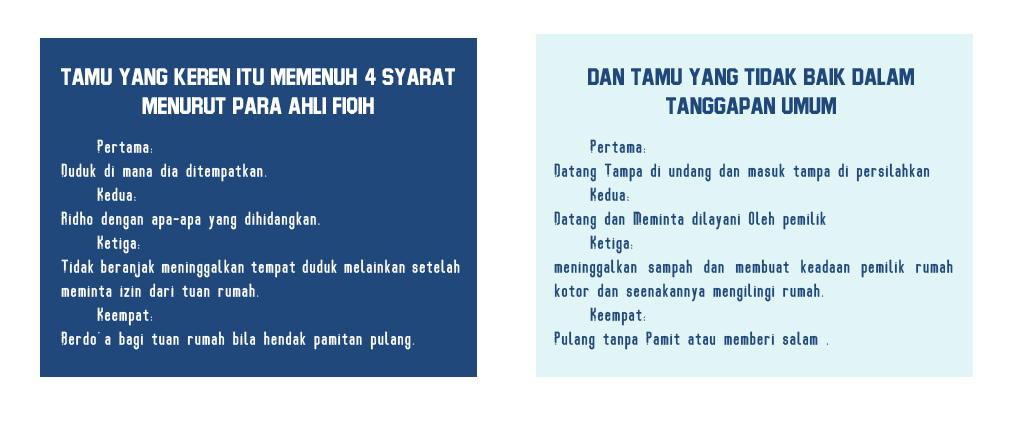 TAMU YANG KEREN ITU MEMENUH 4 SYARAT
MENURUT PARA AHLI FIQIH
Pertama:
Duduk di mana dia ditempatkan.
Kedua:
Ridho dengan apa-apa yang dihidangkan.
Ketiga:
Tidak beranjak meninggalkan tempat duduk melainkan setelah
meminta izin dari tuan rumah.
Keempat:
Berdo'a bagi tuan rumah bila hendak pamitan pulang.
DAN TAMU YANG TIDAK BAIK DALAM
TANGGAPAN UMUM
Pertama:
Datang Tampa di undang dan masuk tampa di persilahkan
Kedua:
Datang dan Meminta dilayani Oleh pemilik
Ketiga:
meninggalkan sampah dan membuat keadaan pemilik rumah
kotor dan seenakannya mengilingi rumah.
Keempat:
Pulang tanpa Pamit atau memberi salam .